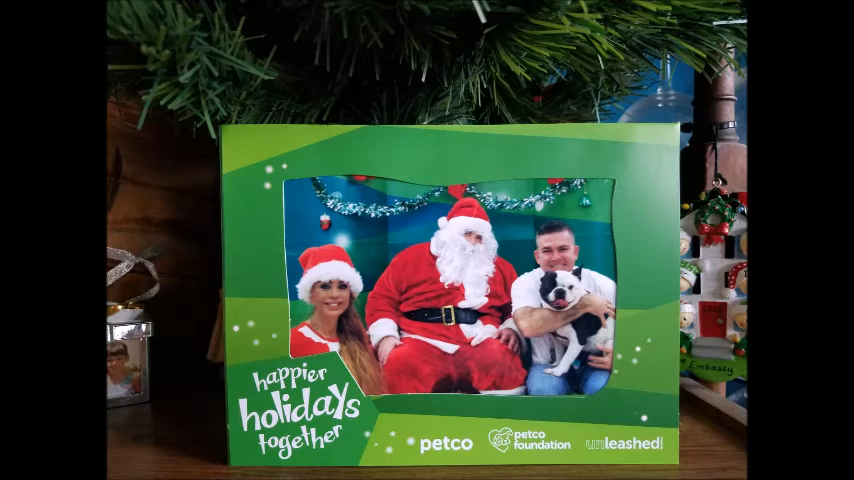 happier
holidays
together
petco
petco
foundation
unleashed
Embassy